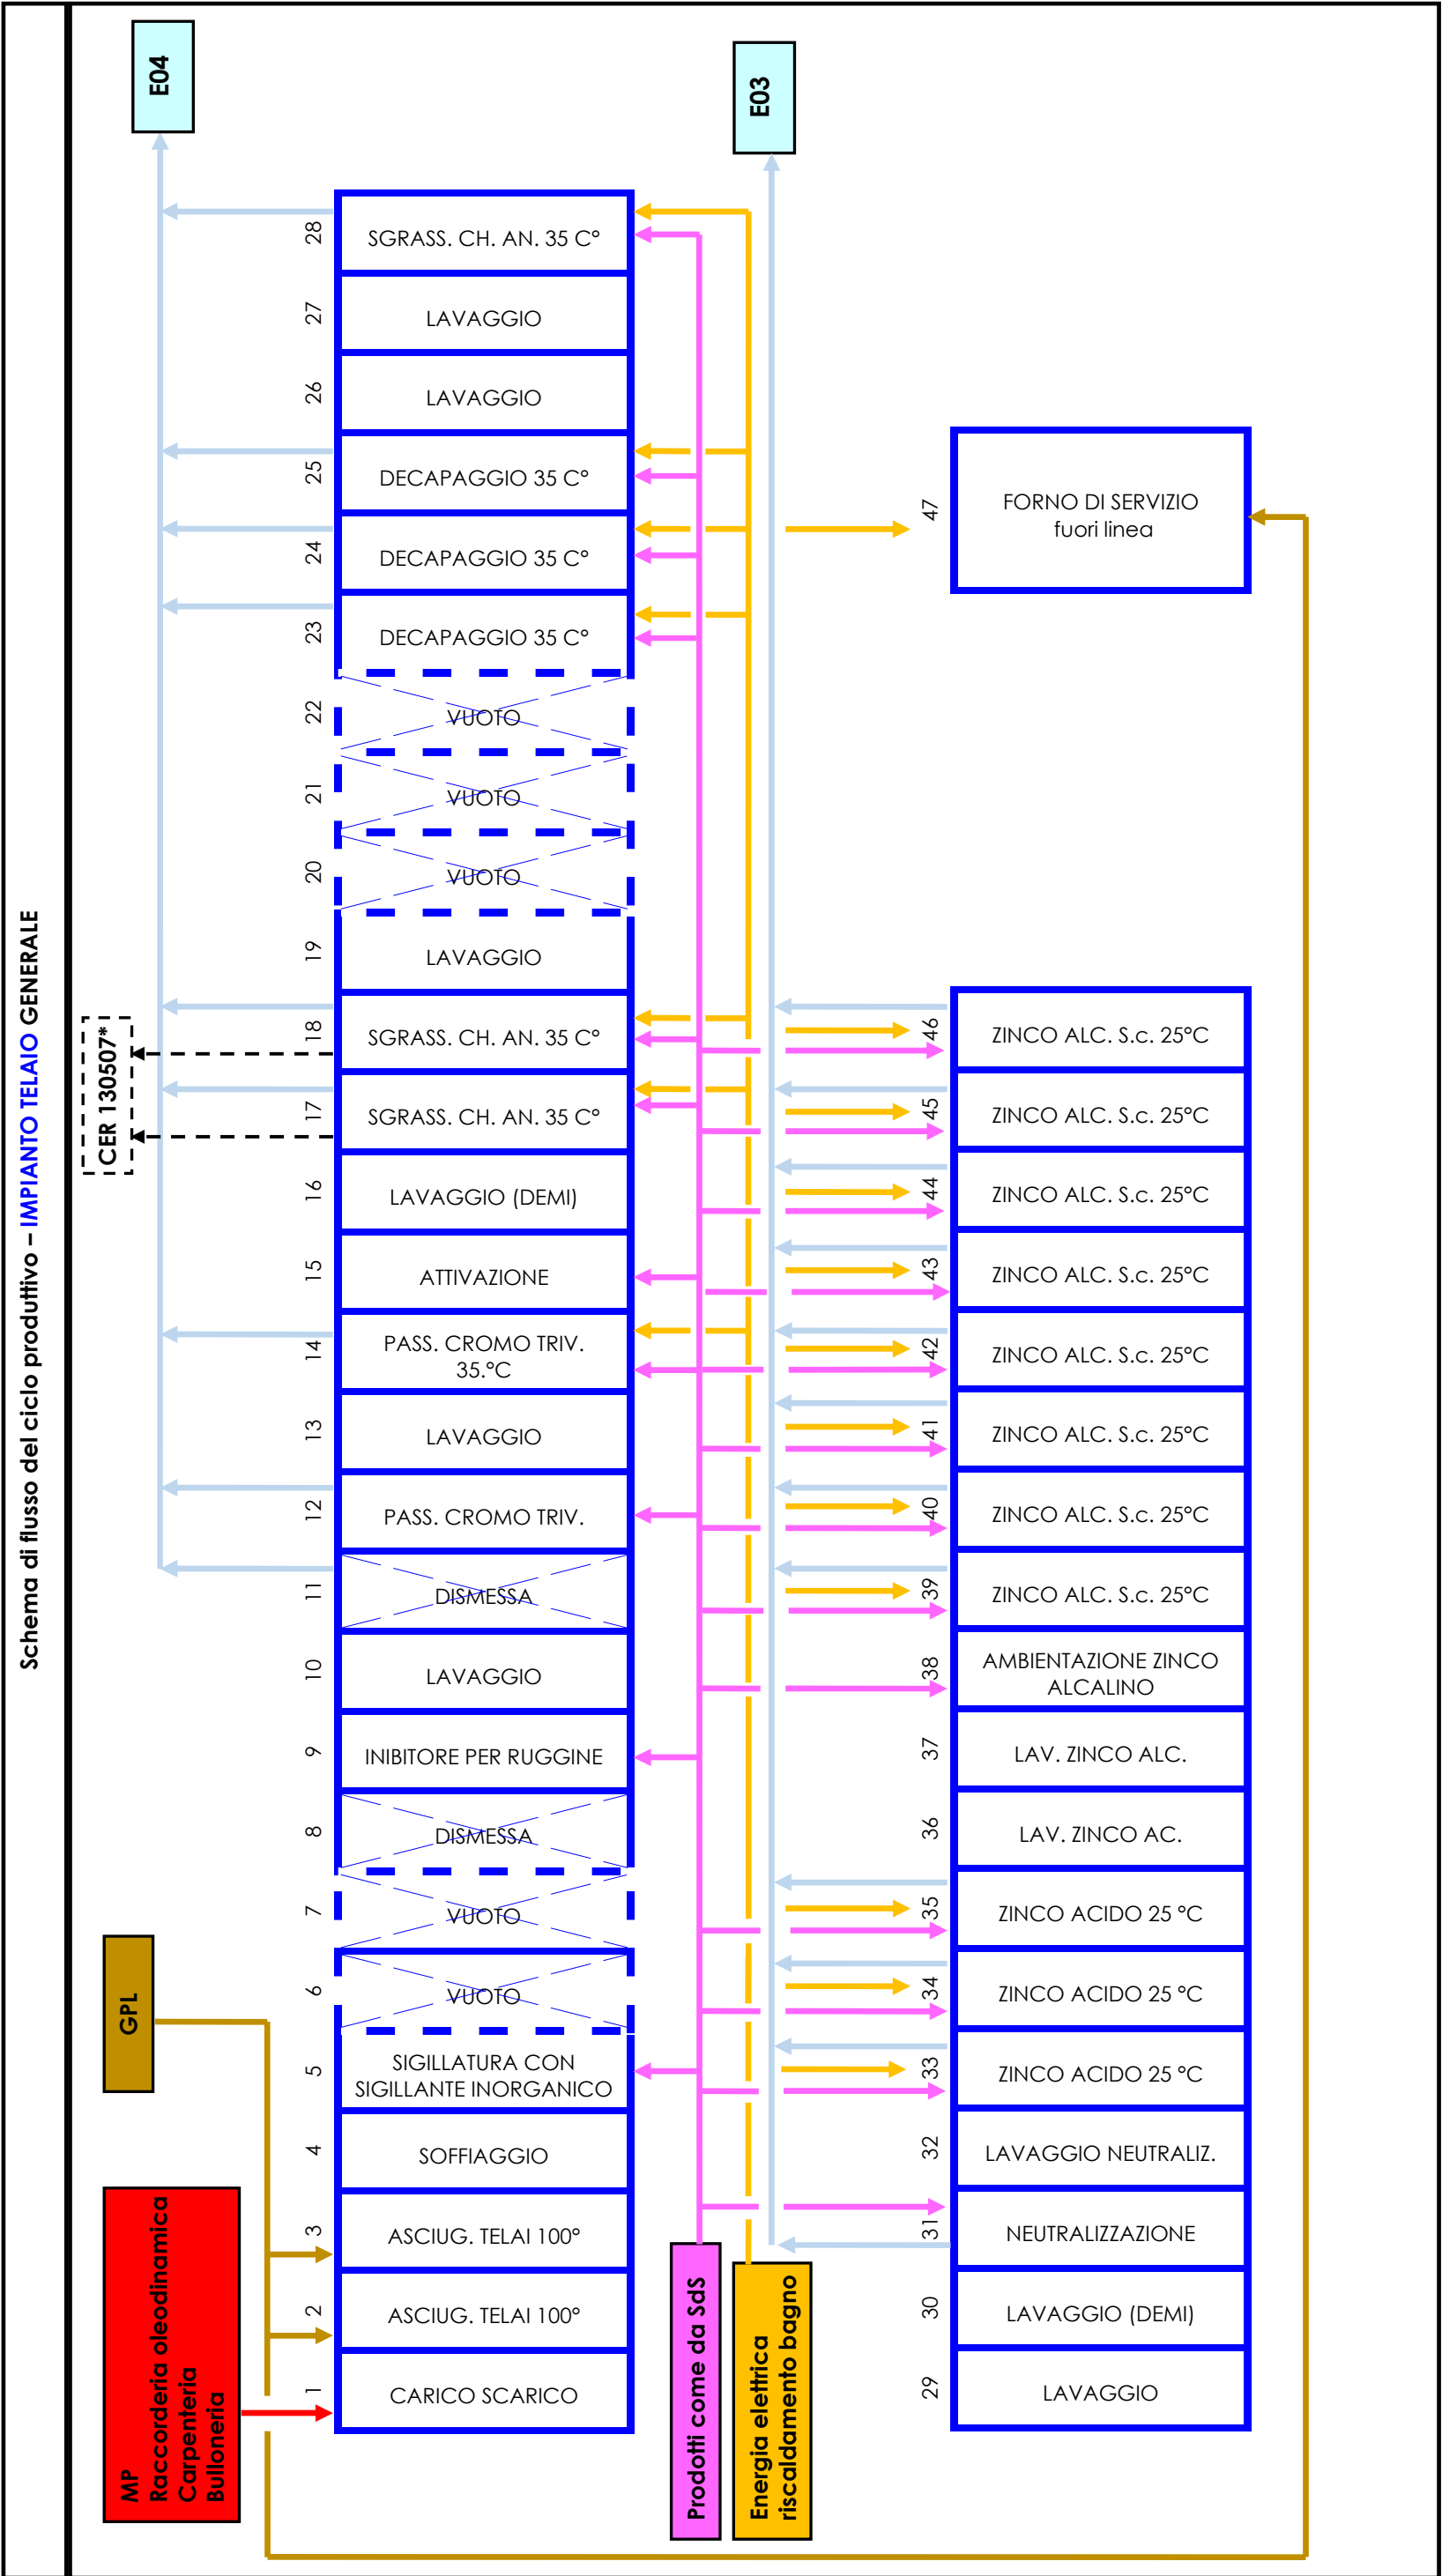 Schema di flusso del ciclo produttivo – IMPIANTO TELAIO GENERALE
E04
E03
CER 130507*
GPL
MP
Raccorderia oleodinamica
Carpenteria
Bulloneria
Prodotti come da SdS
Energia elettrica
riscaldamento bagno
28
SGRASS. CH. AN. 35 C°
27
LAVAGGIO
26
LAVAGGIO
25
DECAPAGGIO 35 C°
24
DECAPAGGIO 35 C°
23
DECAPAGGIO 35 C°
22
VUOTO
21
VUOTO
20
VUOTO
19
LAVAGGIO
18
SGRASS. CH. AN. 35 C°
17
SGRASS. CH. AN. 35 C°
16
LAVAGGIO (DEMI)
15
ATTIVAZIONE
14
PASS. CROMO TRIV.
35.°C
13
LAVAGGIO
12
PASS. CROMO TRIV.
11
DISMESSA
10
LAVAGGIO
9
INIBITORE PER RUGGINE
8
DISMESSA
7
VUOTO
6
VUOTO
5
SIGILLATURA CON
SIGILLANTE INORGANICO
4
SOFFIAGGIO
3
ASCIUG. TELAI 100°
2
ASCIUG. TELAI 100°
1
CARICO SCARICO
47
FORNO DI SERVIZIO
fuori linea
46
ZINCO ALC. S.c. 25°C
45
ZINCO ALC. S.c. 25°C
44
ZINCO ALC. S.c. 25°C
43
ZINCO ALC. S.c. 25°C
42
ZINCO ALC. S.c. 25°C
41
ZINCO ALC. S.c. 25°C
40
ZINCO ALC. S.c. 25°C
39
ZINCO ALC. S.c. 25°C
38
AMBIENTAZIONE ZINCO
ALCALINO
37
LAV. ZINCO ALC.
36
LAV. ZINCO AC.
35
ZINCO ACIDO 25 °C
34
ZINCO ACIDO 25 °C
33
ZINCO ACIDO 25 °C
32
LAVAGGIO NEUTRALIZ.
31
NEUTRALIZZAZIONE
30
LAVAGGIO (DEMI)
29
LAVAGGIO